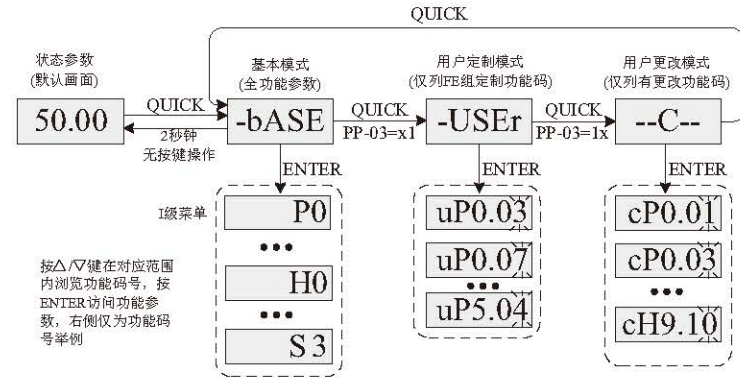 QUICK
状态参数
(默认画面)
基本模式
(全功能参数)
用户定制模式
(仅列FE组定制功能码)
用户更改模式
(仅列有更改功能码)
50.00
QUICK
2秒钟
无按键操作
-bASE
QUICK
PP-03=x1
-USEr
QUICK
PP-03=1x
--C--
ENTER
ENTER
ENTER
I级菜单
P0
H0
S3
uP0.03
uP0.07
uP5.04
cP0.01
cP0.03
cH9.10
按△/▽键在对应范围
内浏览功能码号，按
ENTER访问功能参
数，右侧仅为功能码
号举例